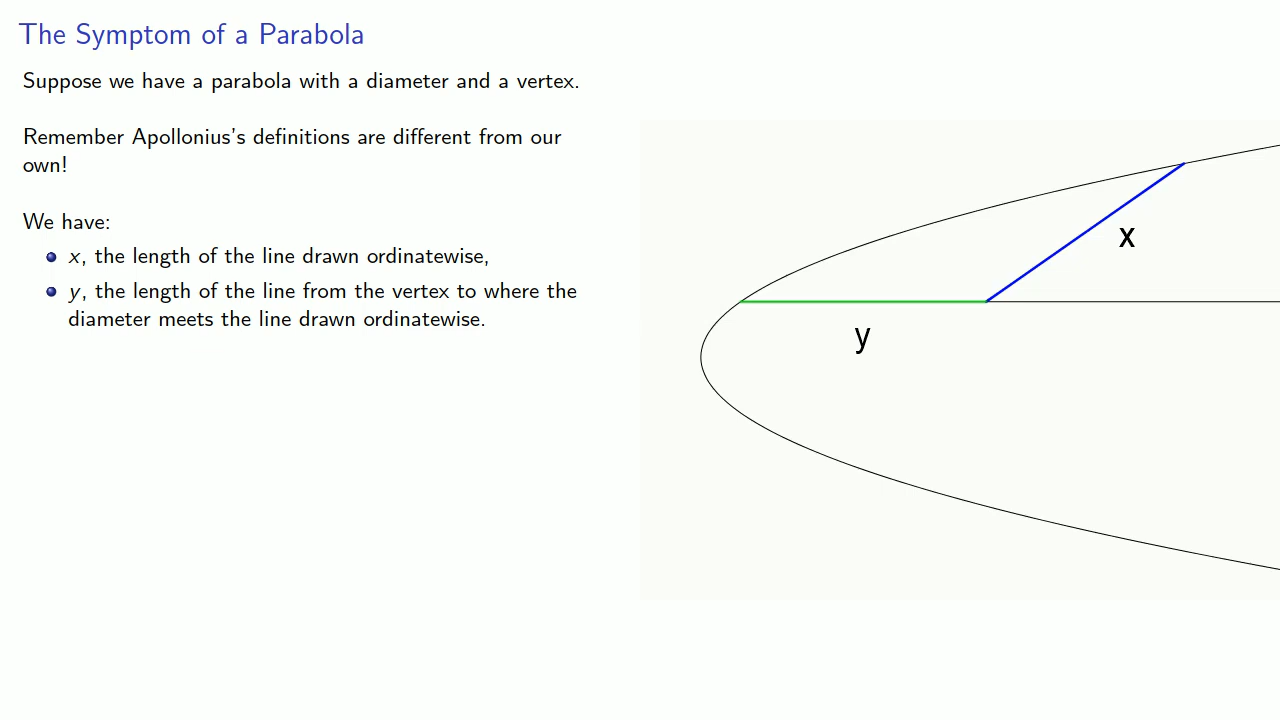 The Symptom of a Parabola
Suppose we have a parabola with a diameter and a vertex.
Remember Apollonius's definitions are different from our
own!
We have:
x, the length of the line drawn ordinatewise,
y, the length of the line from the vertex to where the
diameter meets the line drawn ordinatewise.
x
y